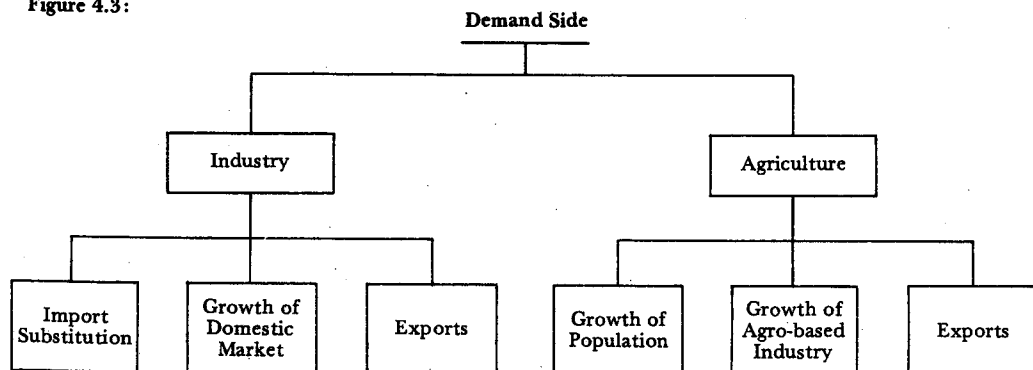 Figure 4.3:
Demand Side
Industry
Agriculture
Import
Substitution
Growth of
Domestic
Market
Exports
Growth of
Population
Growth of
Agro-based
Industry
Exports